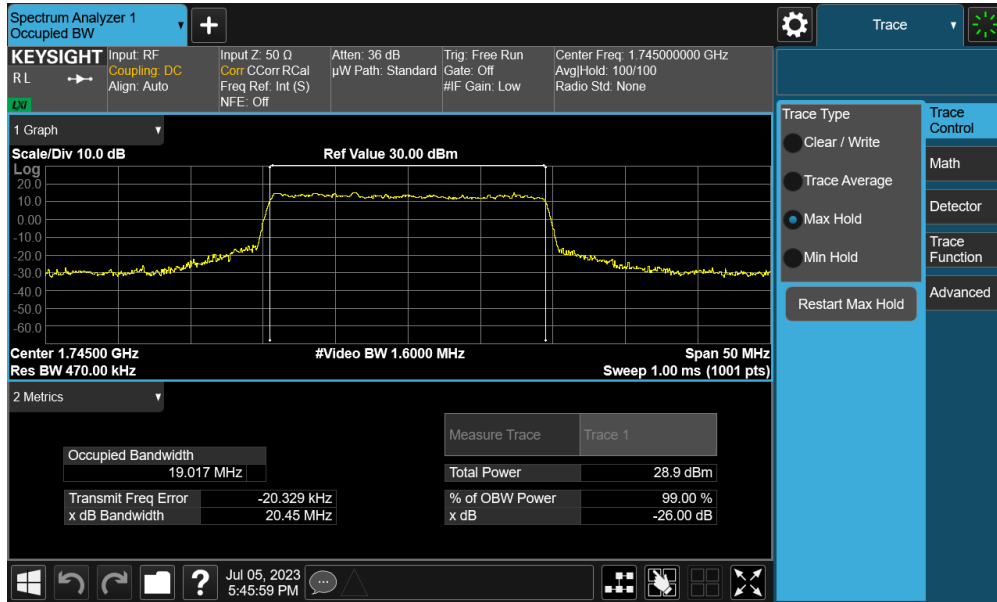 Spectrum Analyzer 1
Occupied BW
+
Trace
KEYSIGHT
R L
LXI
Input: RF
Coupling: DC
Align: Auto
Input Z: 50 Ω
Corr CCorr RCal
Freq Ref: Int (S)
NFE: Off
Atten: 36 dB
µW Path: Standard
Trig: Free Run
Gate: Off
#IF Gain: Low
Center Freq: 1.745000000 GHz
Avg|Hold: 100/100
Radio Std: None
1 Graph
Scale/Div 10.0 dB
Ref Value 30.00 dBm
Log
20.0
10.0
0.00
-10.0
-20.0
-30.0
-40.0
-50.0
-60.0
Center 1.74500 GHz
#Video BW 1.6000 MHz
Span 50 MHz
Res BW 470.00 kHz
Sweep 1.00 ms (1001 pts)
2 Metrics
Measure Trace Trace 1
Occupied Bandwidth
19.017 MHz
Total Power 28.9 dBm
Transmit Freq Error -20.329 kHz
% of OBW Power 99.00 %
x dB Bandwidth 20.45 MHz
x dB -26.00 dB
Trace Type
Clear / Write
Trace Average
Max Hold
Min Hold
Restart Max Hold
Trace
Control
Math
Detector
Trace
Function
Advanced
?
Jul 05, 2023
5:45:59 PM